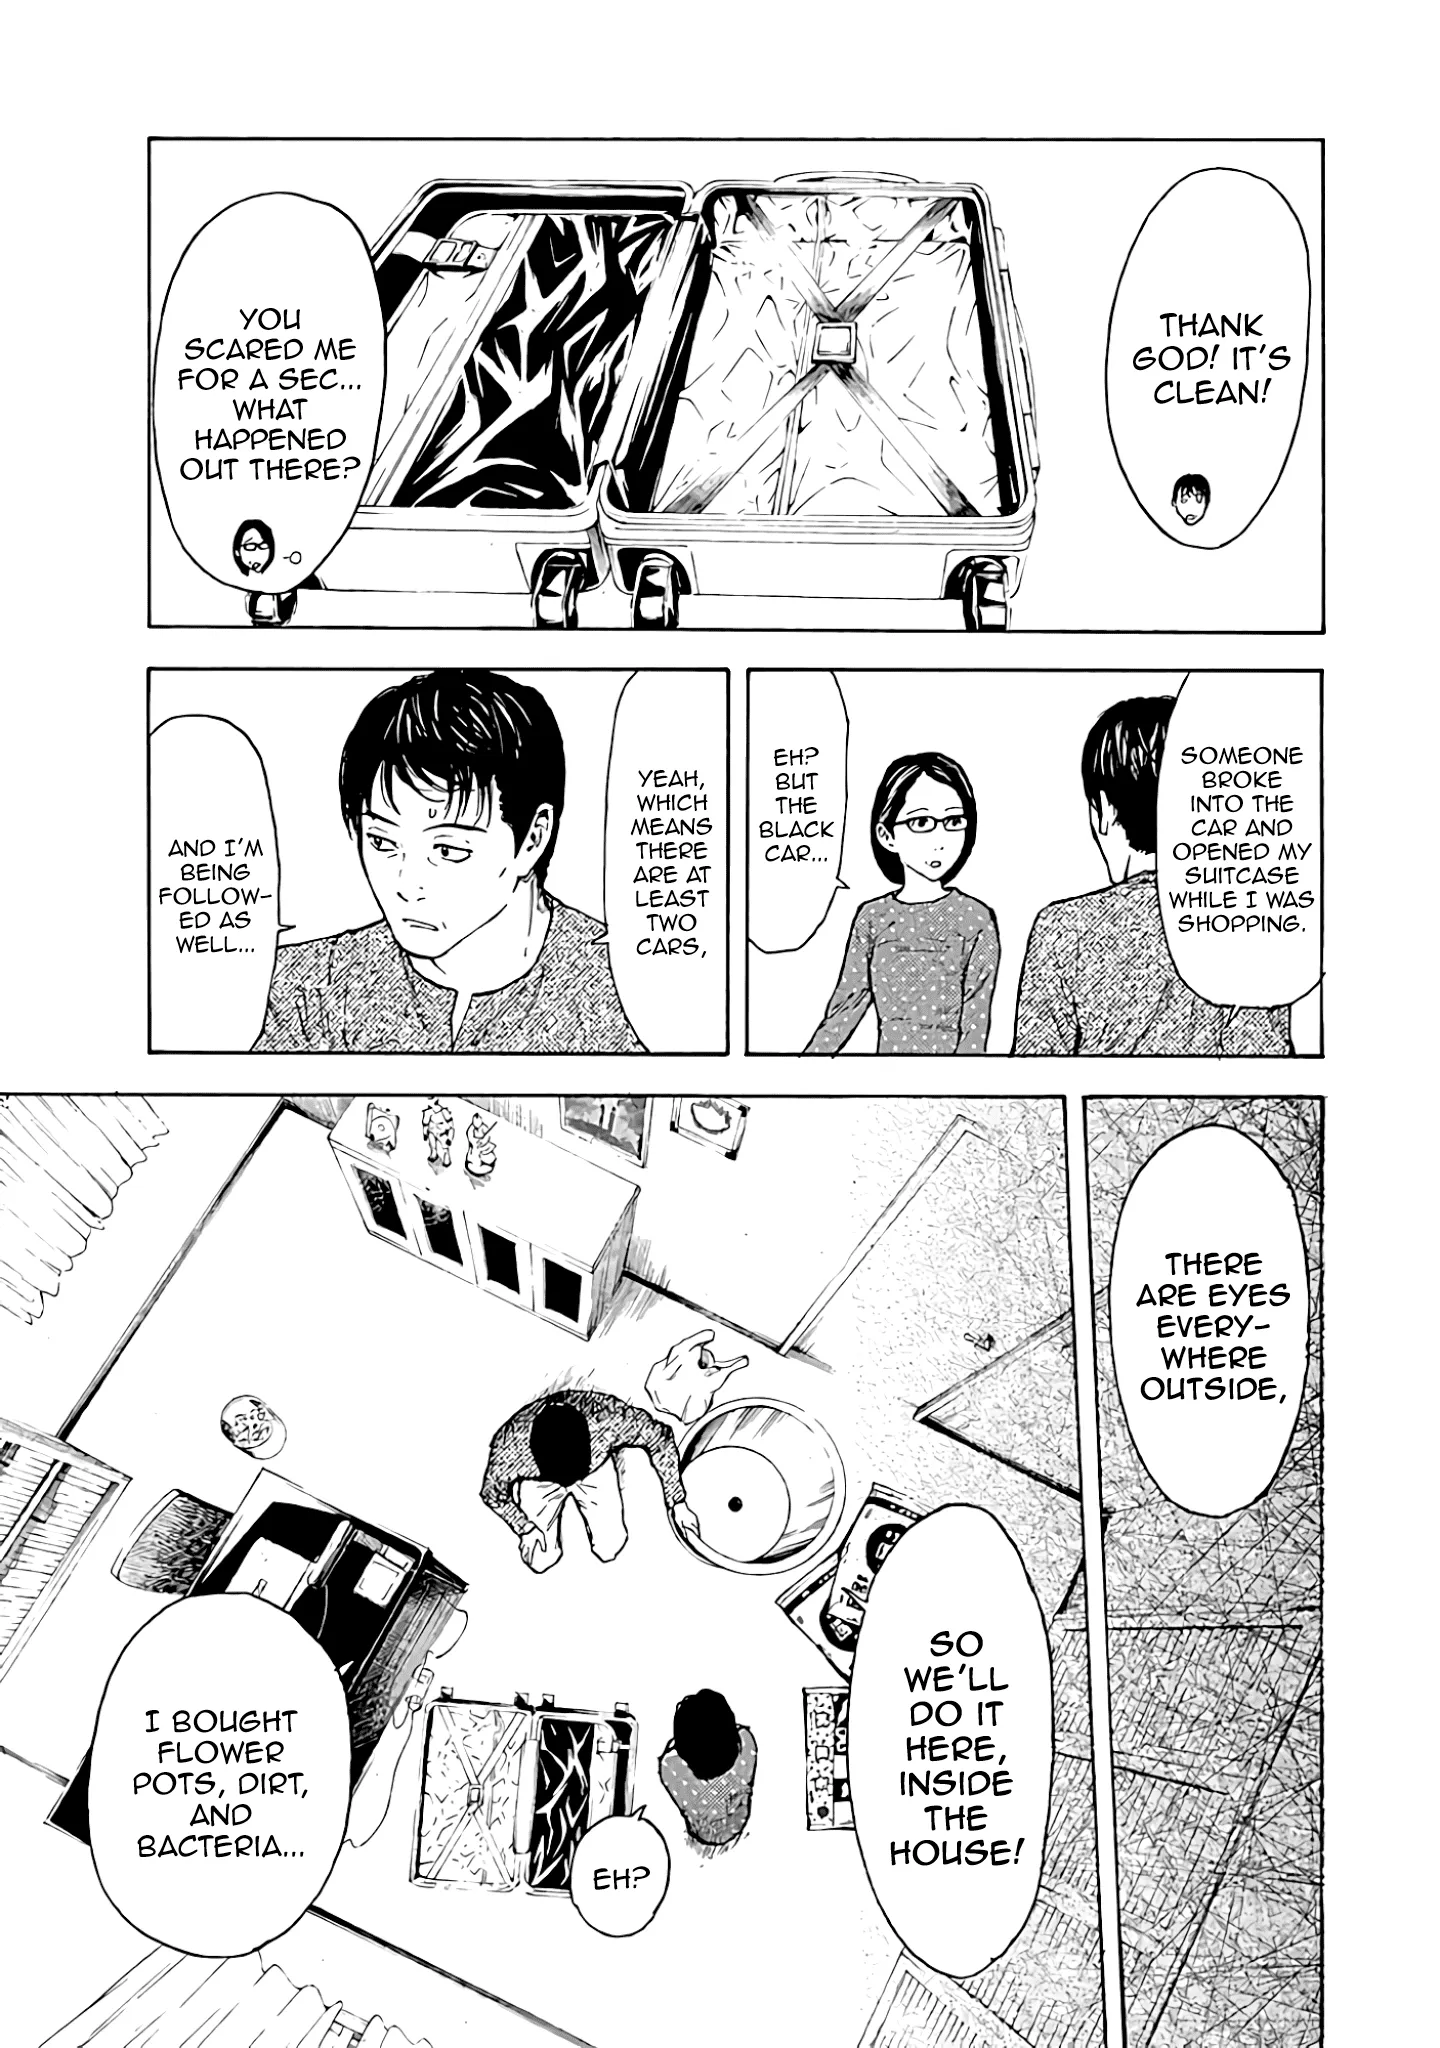 THANK
GOD! IT'S
CLEAN!
YOU
SCARED ME
FOR A SEC...
WHAT
HAPPENED
OUT THERE?
SOMEONE
BROKE
INTO THE
CAR AND
OPENED MY
SUITCASE
WHILE I WAS
SHOPPING.
EH?
BUT
THE
BLACK
CAR...
YEAH,
WHICH
MEANS
THERE
ARE AT
LEAST
TWO
CARS,
AND I'M
BEING
FOLLOW-
ED AS
WELL...
THERE
ARE EYES
EVERY-
WHERE
OUTSIDE,
SO
WE'LL
DO IT
HERE,
INSIDE
THE
HOUSE!
EH?
I BOUGHT
FLOWER
POTS, DIRT,
AND
BACTERIA...